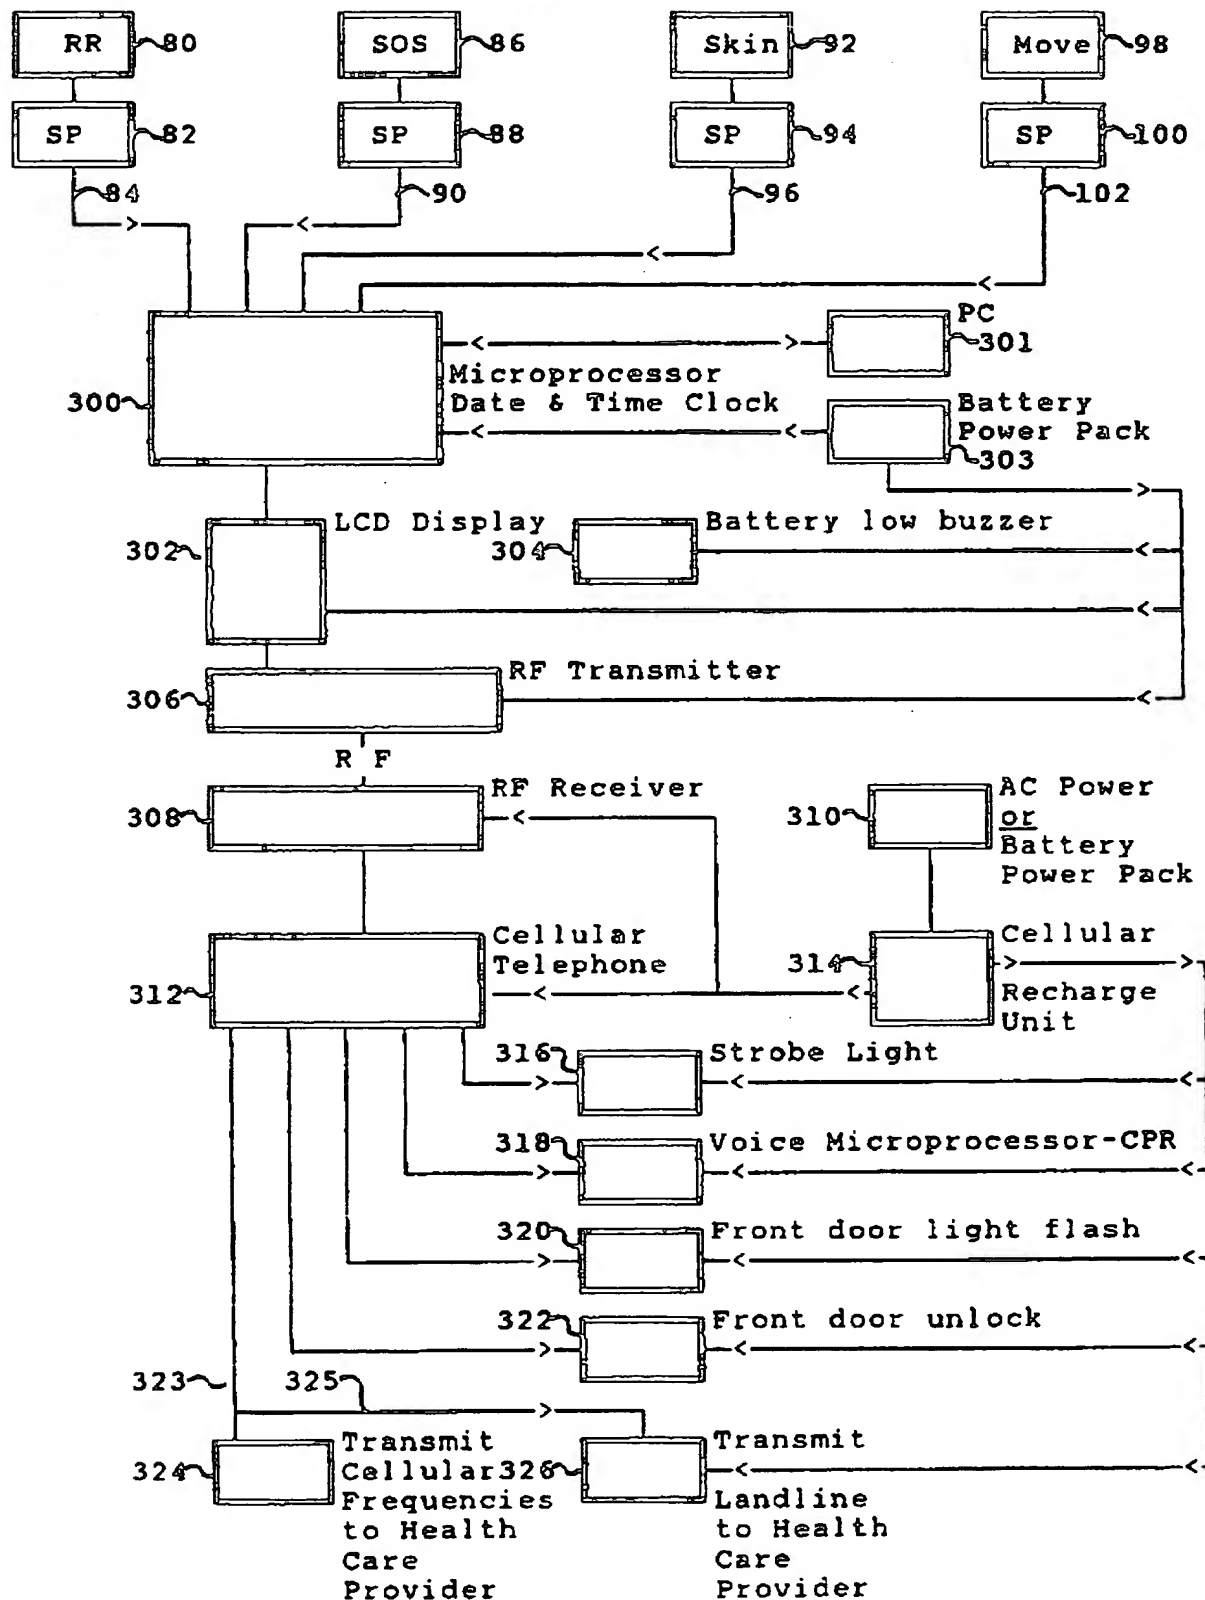 RR 80 SOS 86 Skin 92 Move 98
SP 82 SP 88 SP 94 SP 100
84 90 96 102
PC
301
Microprocessor
Date & Time Clock
300
Battery
Power Pack
303
LCD Display
302
Battery low buzzer
304
RF Transmitter
306
R F
RF Receiver
308
310
AC Power
or
Battery
Power Pack
Cellular
Telephone
312
314
Cellular
Recharge
Unit
316 Strobe Light
318 Voice Microprocessor-CPR
320 Front door light flash
322 Front door unlock
323 325
324
Transmit
Cellular
Frequencies
to Health
Care
Provider
326
Transmit
Landline
to Health
Care
Provider